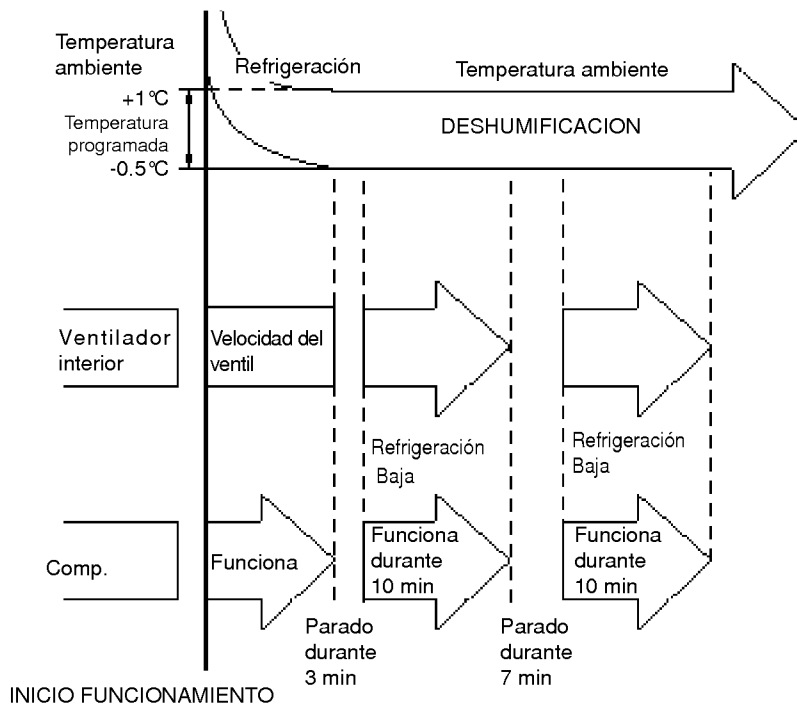 Temperatura
ambiente
Refrigeración
Temperatura ambiente
+1°C
Temperatura
programada
-0.5°C
DESHUMIFICACION
Ventilador
interior
Velocidad del
ventil
Refrigeración
Baja
Refrigeración
Baja
Comp.
Funciona
Funciona
durante
10 min
Funciona
durante
10 min
Parado
durante
3 min
Parado
durante
7 min
INICIO FUNCIONAMIENTO